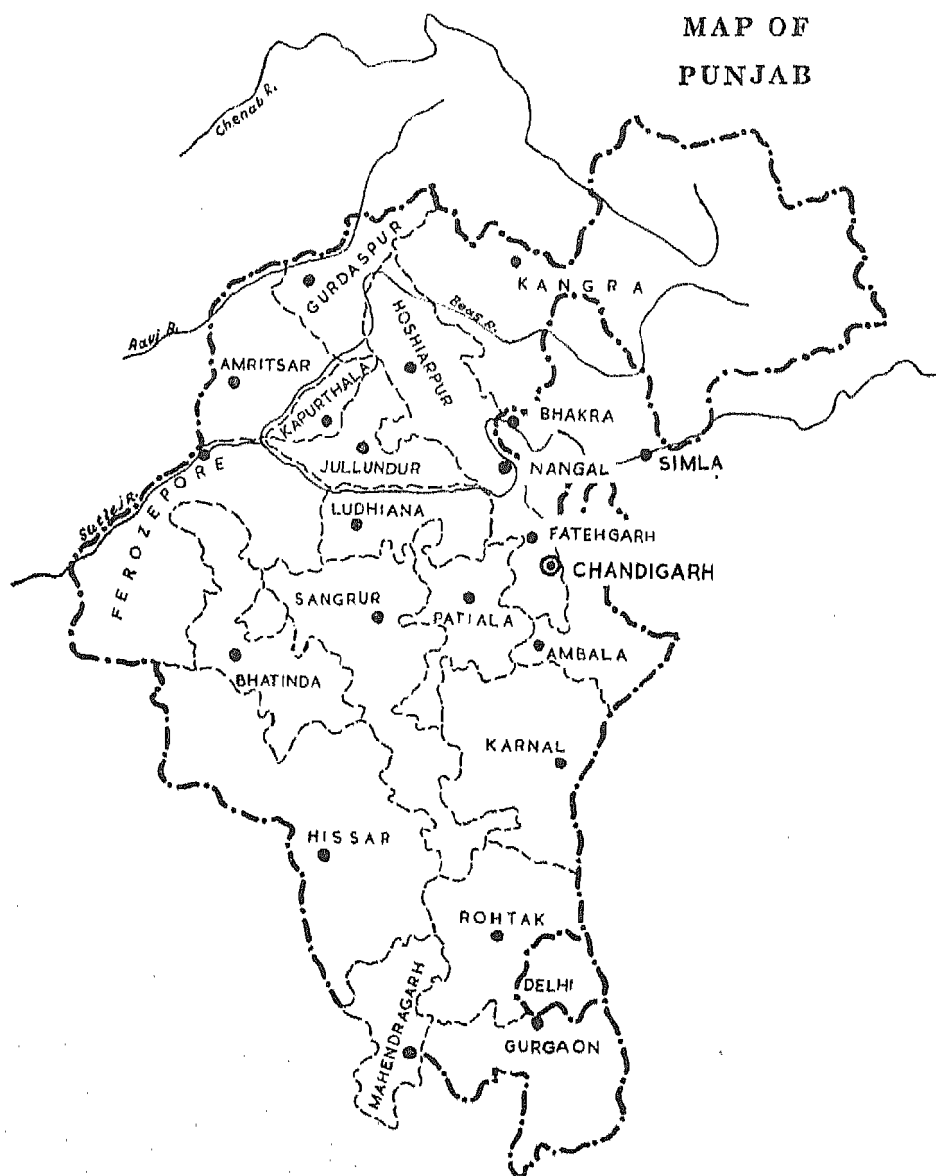 MAP OF
PUNJAB
Chenab R.
GURDASPUR
KANGRA
Ravi R.
Beas R.
HOSHIARPUR
AMRITSAR
KAPURTHALA
BHAKRA
JULLUNDUR
NANGAL
SIMLA
Sutlej R.
FEROZEPORE
LUDHIANA
FATEHGARH
CHANDIGARH
SANGRUR
PATIALA
AMBALA
BHATINDA
KARNAL
HISSAR
ROHTAK
DELHI
MAHENDRAGARH
GURGAON